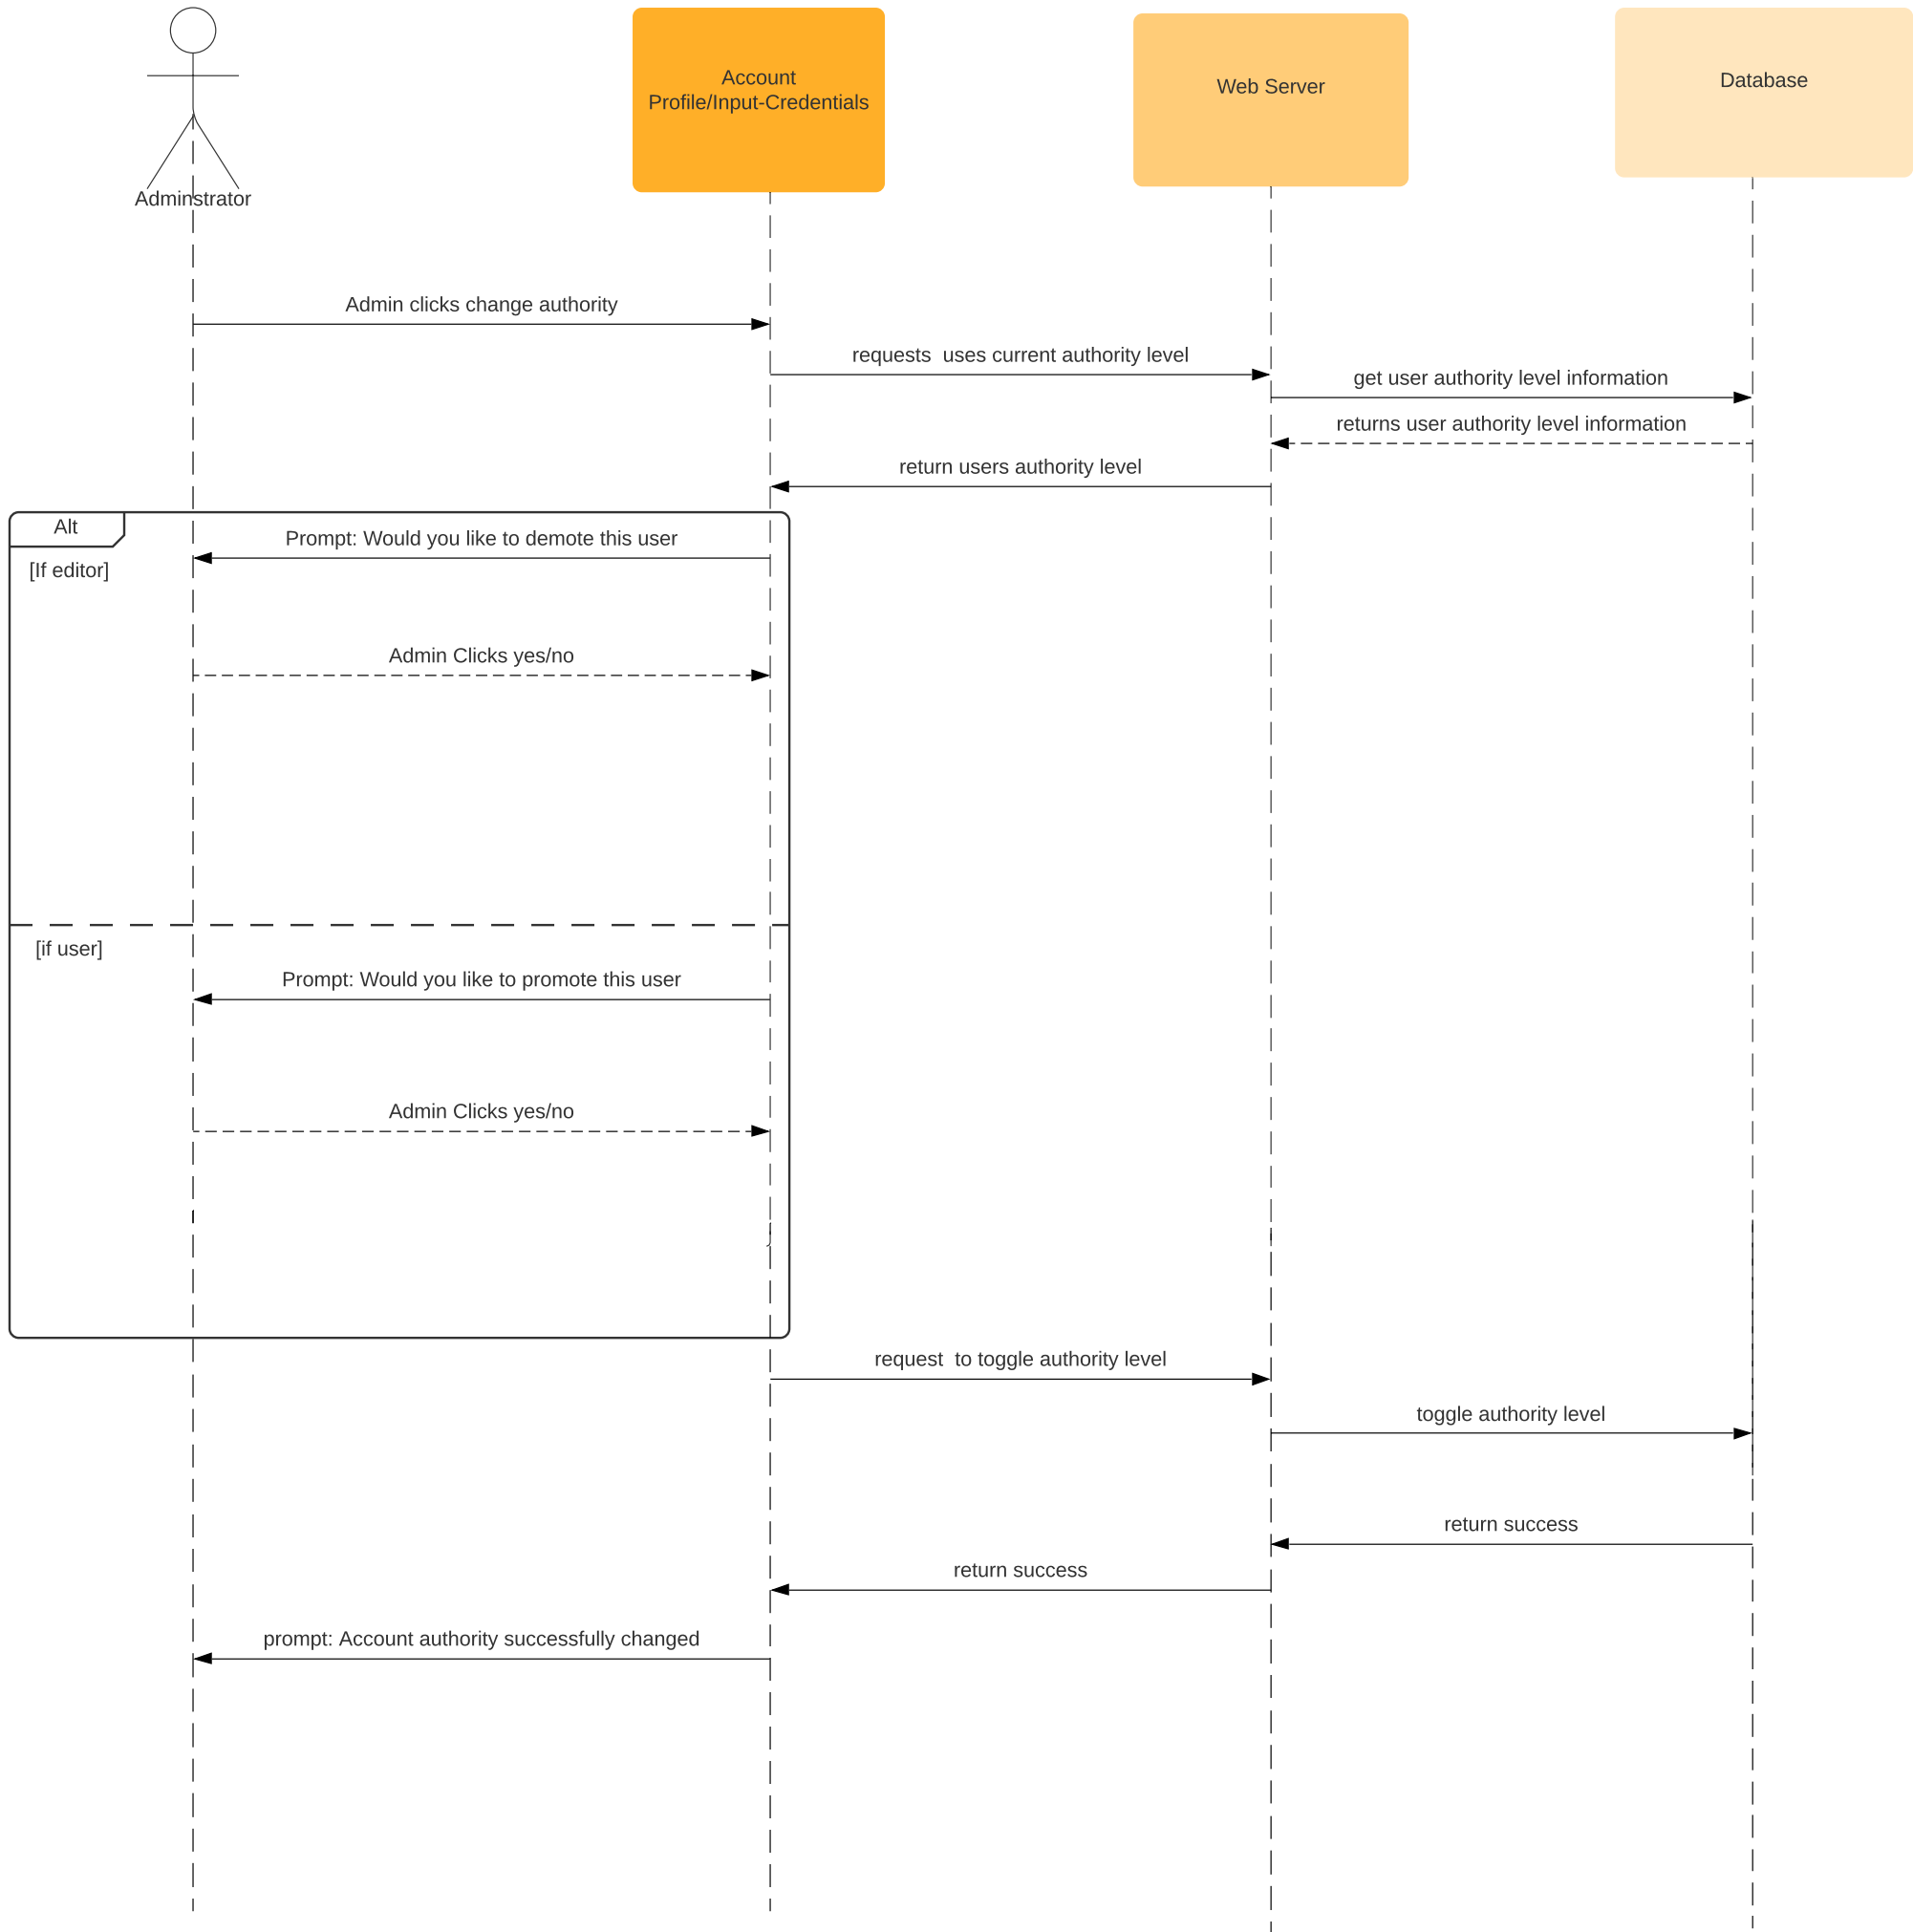 Account
Profile/Input-Credentials
Web Server
Database
Adminstrator
Admin clicks change authority
requests  uses current authority level
get user authority level information
returns user authority level information
return users authority level
Alt
Prompt: Would you like to demote this user
[If editor]
Admin Clicks yes/no
[if user]
Prompt: Would you like to promote this user
Admin Clicks yes/no
request  to toggle authority level
toggle authority level
return success
return success
prompt: Account authority successfully changed